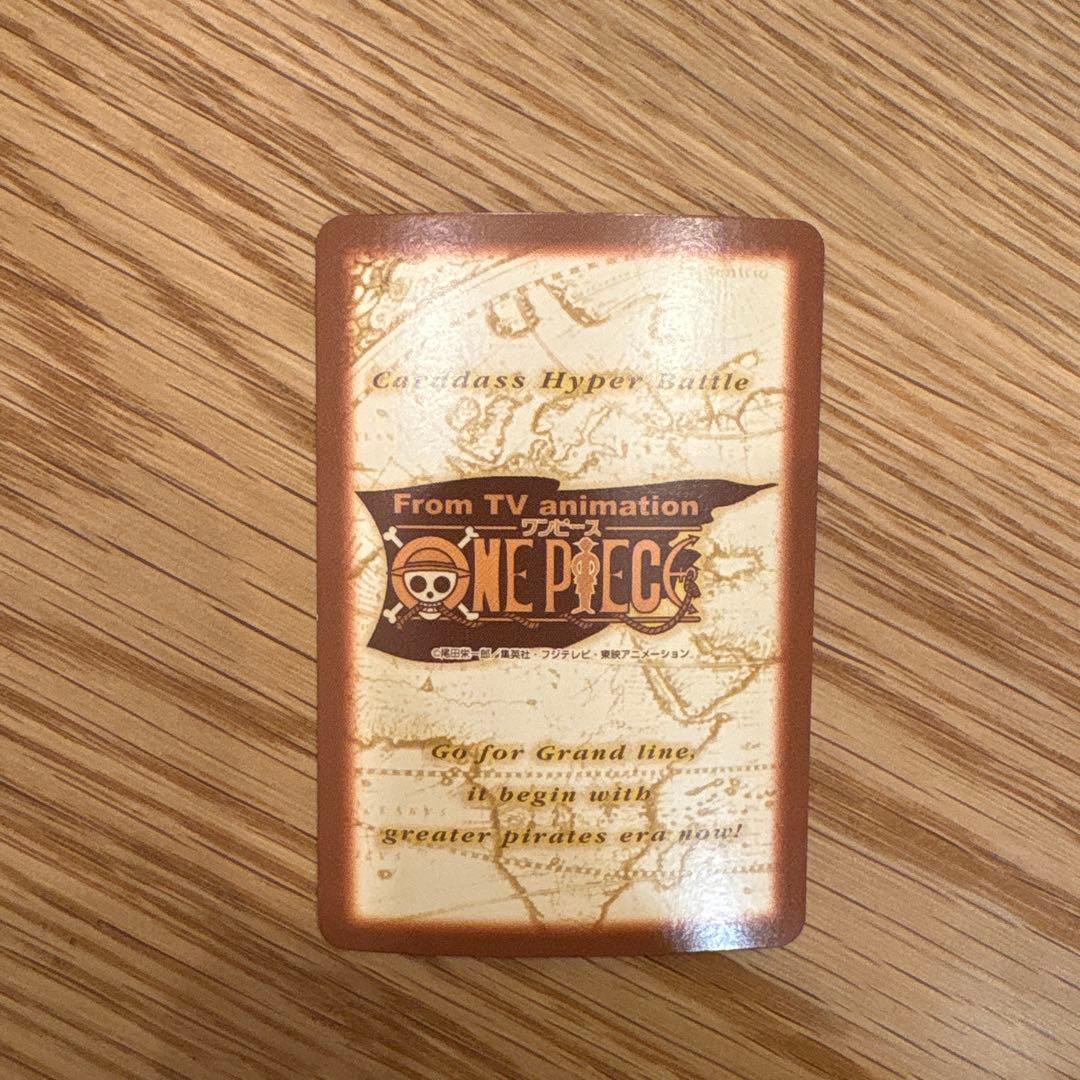 Carddass Hyper Battle
From TV animation
ワンピース
ONE PIECE
©尾田栄一郎／集英社・フジテレビ・東映アニメーション
Go for Grand line,
it begin with
greater pirates era now!